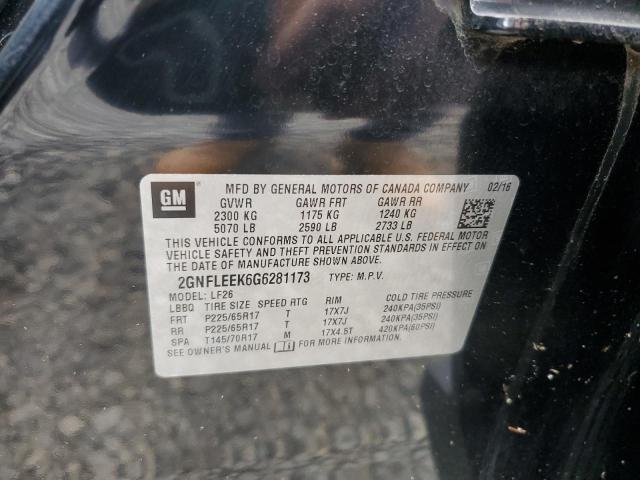 GM
MFD BY GENERAL MOTORS OF CANADA COMPANY 02/16
GVWR GAWR FRT GAWR RR
2300 KG 1175 KG 1240 KG
5070 LB 2590 LB 2733 LB
THIS VEHICLE CONFORMS TO ALL APPLICABLE U.S. FEDERAL MOTOR
VEHICLE SAFETY AND THEFT PREVENTION STANDARDS IN EFFECT ON
THE DATE OF MANUFACTURE SHOWN ABOVE.
2GNFLEEK6G6281173 TYPE: M.P.V.
MODEL: LF26
LBBQ TIRE SIZE SPEED RTG RIM COLD TIRE PRESSURE
FRT P225/65R17 T 17X7J 240KPA(35PSI)
RR P225/65R17 T 17X7J 240KPA(35PSI)
SPA T145/70R17 M 17X4.5T 420KPA(60PSI)
SEE OWNER'S MANUAL i FOR MORE INFORMATION.